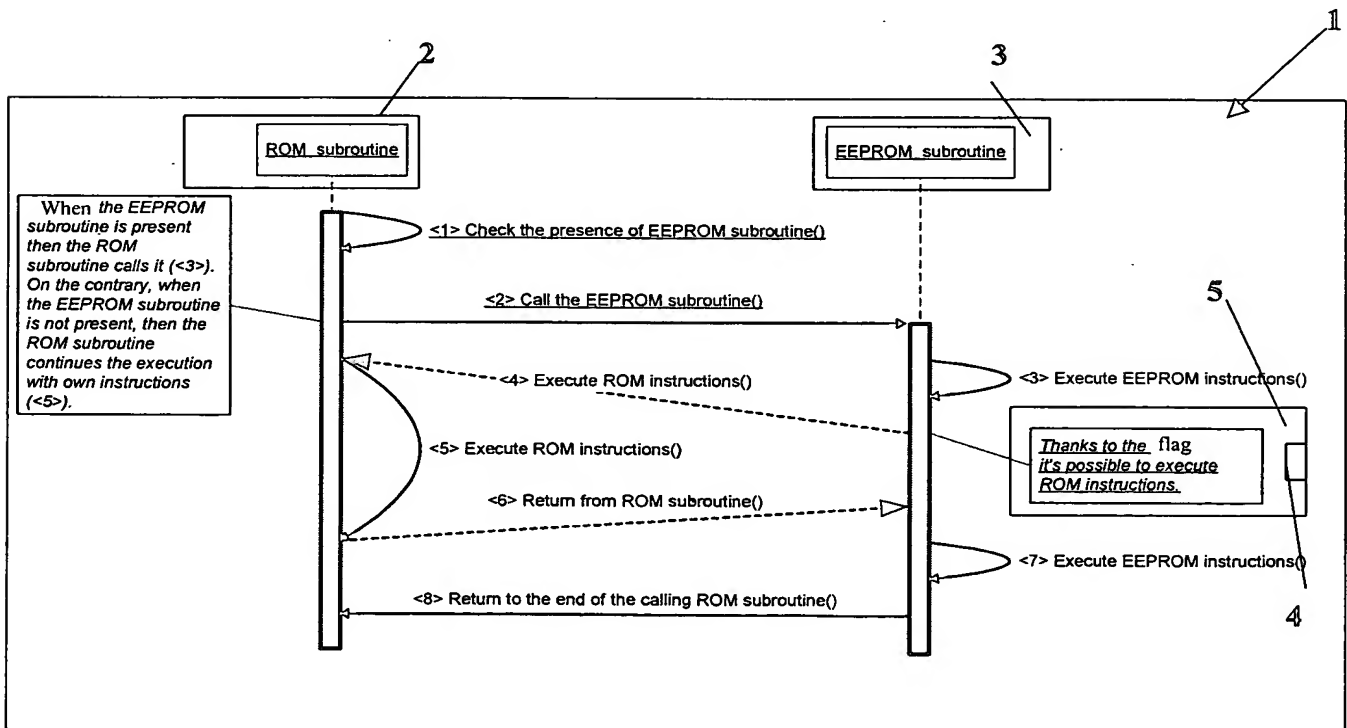 1
2
3
ROM subroutine
EEPROM subroutine
When the EEPROM
subroutine is present
then the ROM
subroutine calls it (<3>).
On the contrary, when
the EEPROM subroutine
is not present, then the
ROM subroutine
continues the execution
with own instructions
(<5>).
<1> Check the presence of EEPROM subroutine()
<2> Call the EEPROM subroutine()
5
<4> Execute ROM instructions()
<3> Execute EEPROM instructions()
<5> Execute ROM instructions()
Thanks to the flag
it's possible to execute
ROM instructions.
<6> Return from ROM subroutine()
<7> Execute EEPROM instructions()
<8> Return to the end of the calling ROM subroutine()
4